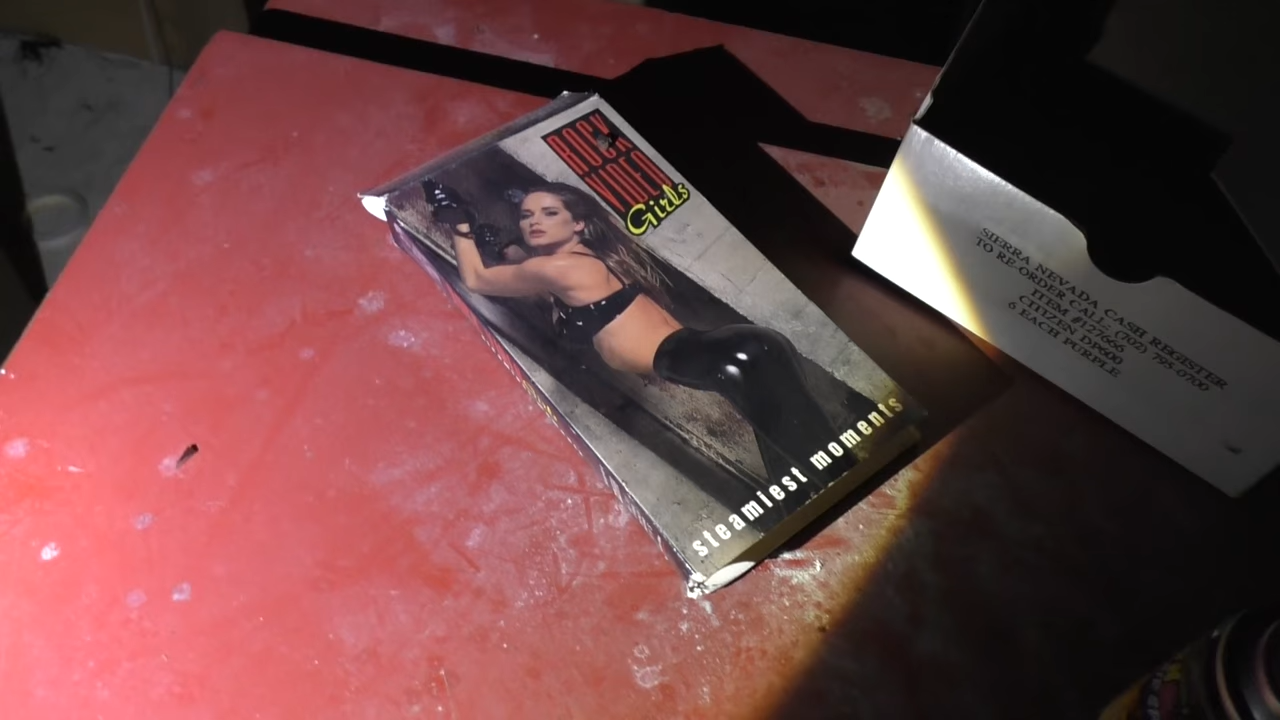 ROCK
VIDEO
Girls
steamiest moments
SIERRA NEVADA CASH REGISTER
TO RE-ORDER CALL: (702) 795-0700
ITEM #127666
CITIZEN DP600
6 EACH PURPLE